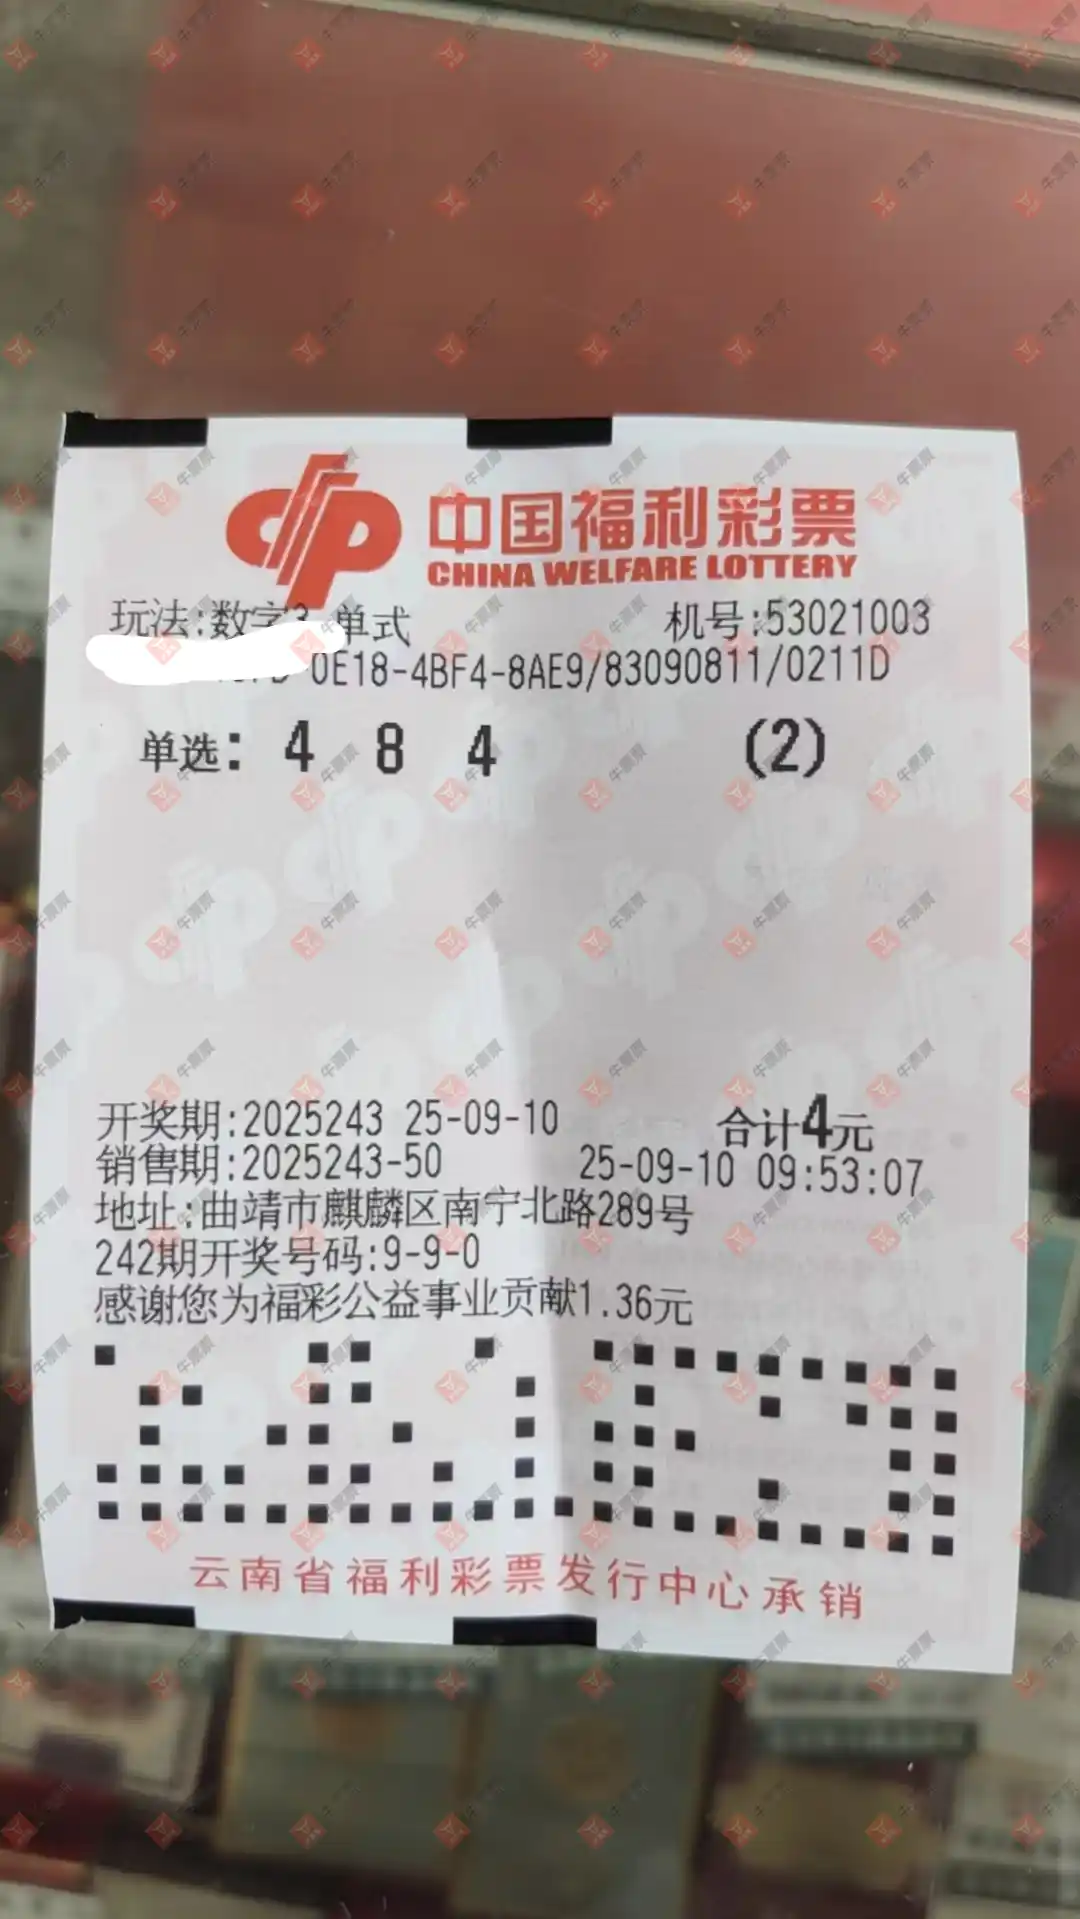 中国福利彩票
CHINA WELFARE LOTTERY
玩法:数字3 单式 机号:53021003
0E18-4BF4-8AE9/83090811/0211D
单选: 4 8 4 (2)
开奖期:2025243 25-09-10 合计4元
销售期:2025243-50 25-09-10 09:53:07
地址:曲靖市麒麟区南宁北路289号
242期开奖号码:9-9-0
感谢您为福彩公益事业贡献1.36元
云南省福利彩票发行中心承销